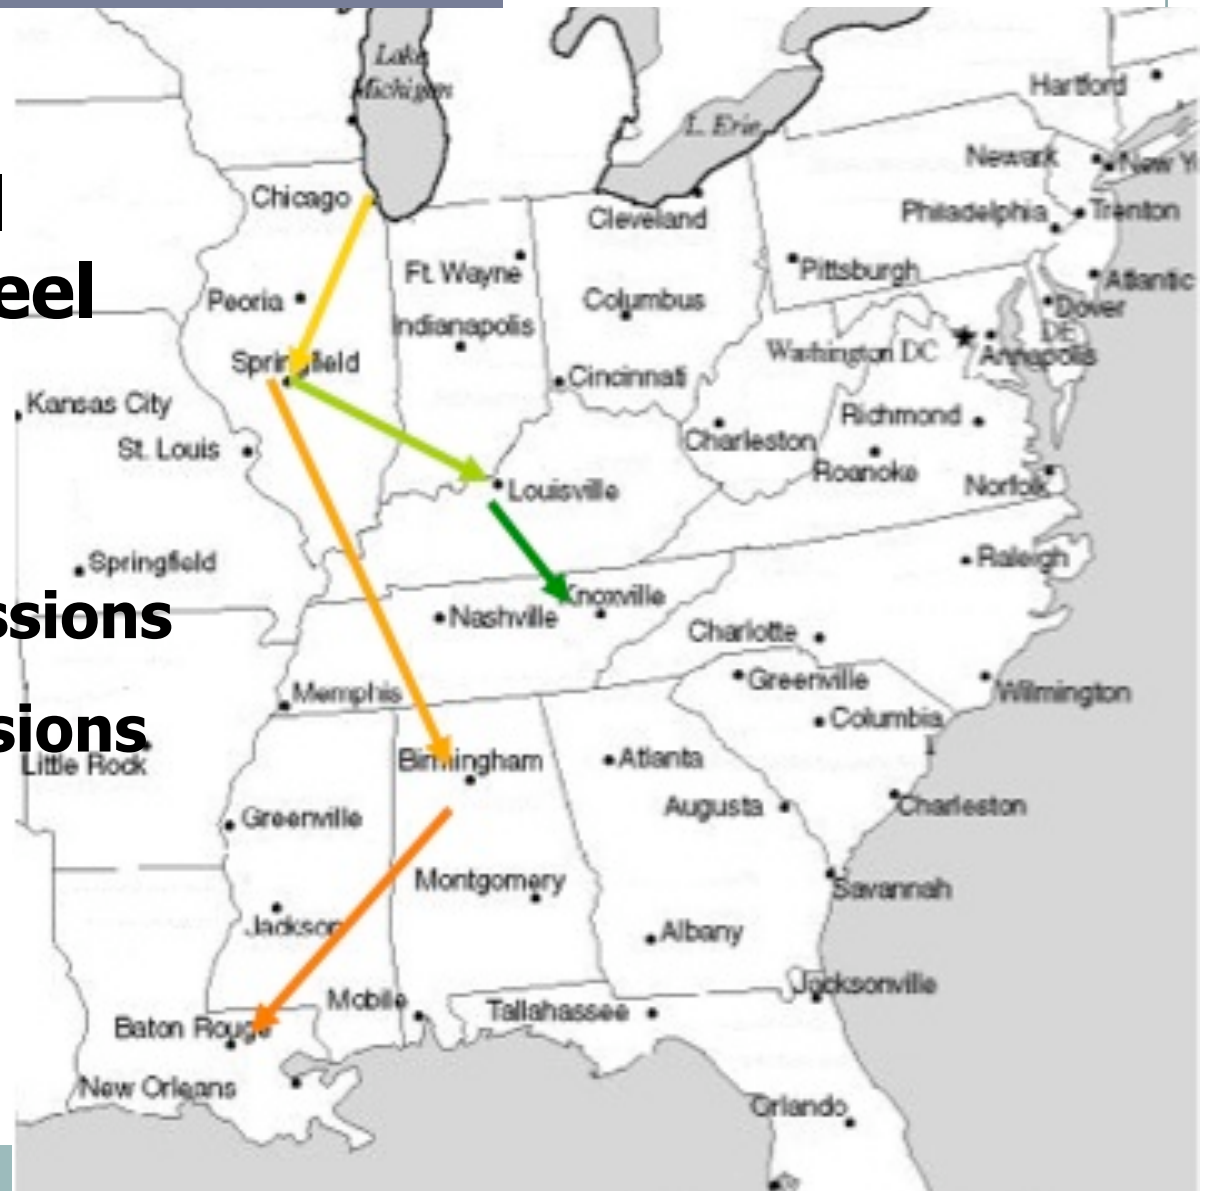 Lake
Michigan
Hartford
L. Erie
Newark
New Y
Chicago
Cleveland
Philadelphia
Trenton
eel
Ft. Wayne
Pittsburgh
Atlantic
Peoria
Columbus
Dover
Indianapolis
DE
Washington DC
Annapolis
Springfield
Cincinnati
Kansas City
Richmond
St. Louis
Charleston
Roanoke
Louisville
Norfolk
Springfield
Raleigh
Knoxville
ssions
Nashville
Charlotte
Greenville
Memphis
Wilmington
Columbia
sions
Little Rock
Birmingham
Atlanta
Augusta
Charleston
Greenville
Montgomery
Savannah
Jackson
Albany
Jacksonville
Mobile
Tallahassee
Baton Rouge
New Orleans
Orlando